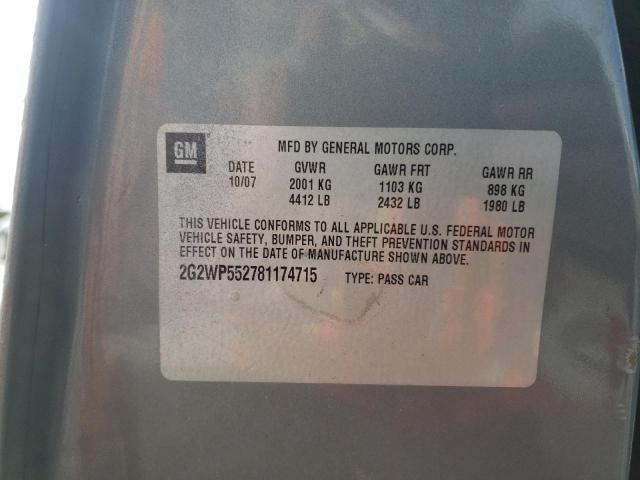 GM
MFD BY GENERAL MOTORS CORP.
DATE GVWR GAWR FRT GAWR RR
10/07 2001 KG 1103 KG 898 KG
4412 LB 2432 LB 1980 LB
THIS VEHICLE CONFORMS TO ALL APPLICABLE U.S. FEDERAL MOTOR
VEHICLE SAFETY, BUMPER, AND THEFT PREVENTION STANDARDS IN
EFFECT ON THE DATE OF MANUFACTURE SHOWN ABOVE.
2G2WP552781174715 TYPE: PASS CAR